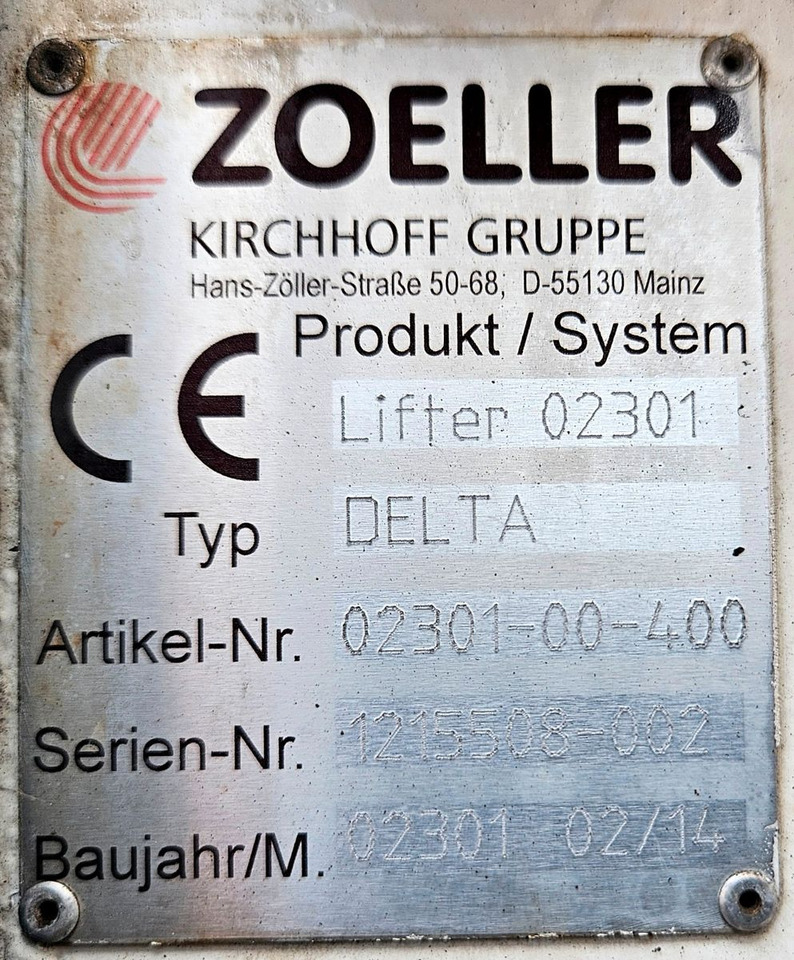 ZOELLER
KIRCHHOFF GRUPPE
Hans-Zöller-Straße 50-68, D-55130 Mainz
CE
Produkt / System
Lifter 02301
Typ DELTA
Artikel-Nr. 02301-00-400
Serien-Nr. 1215508-002
Baujahr/M. 02301 02/14